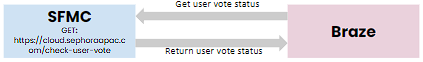 Get user vote status
SFMC
GET:
https://cloud.sephoraapac.c
om/check-user-vote
Braze
Return user vote status